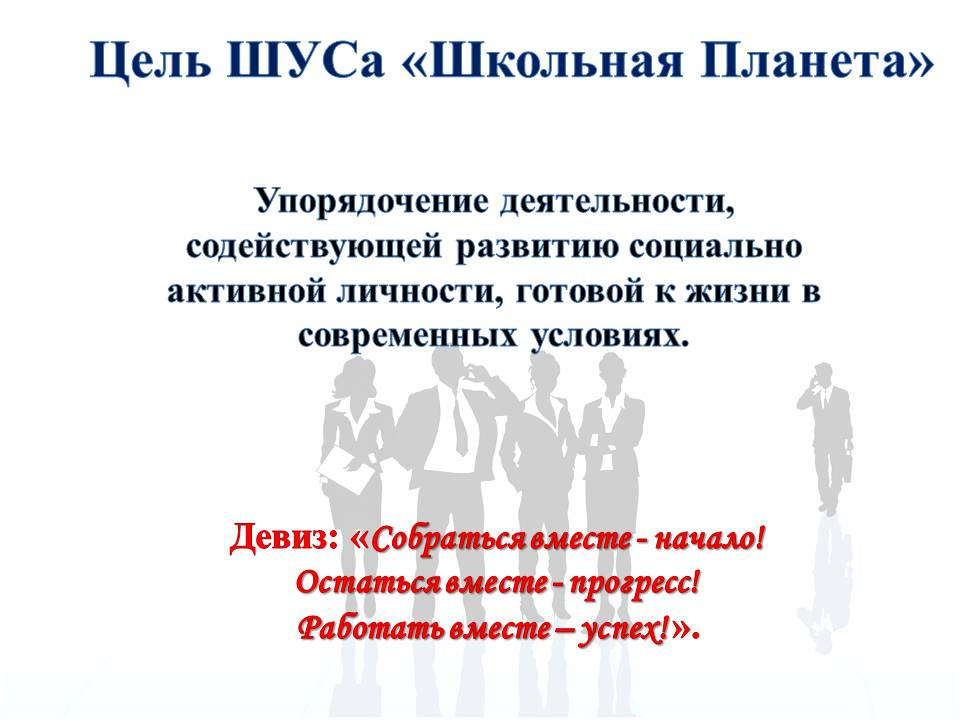 Цель ШУСа «Школьная Планета»
Упорядочение деятельности,
содействующей развитию социально
активной личности, готовой к жизни в
современных условиях.
Девиз: «Собраться вместе - начало!
Остаться вместе - прогресс!
Работать вместе – успех!».